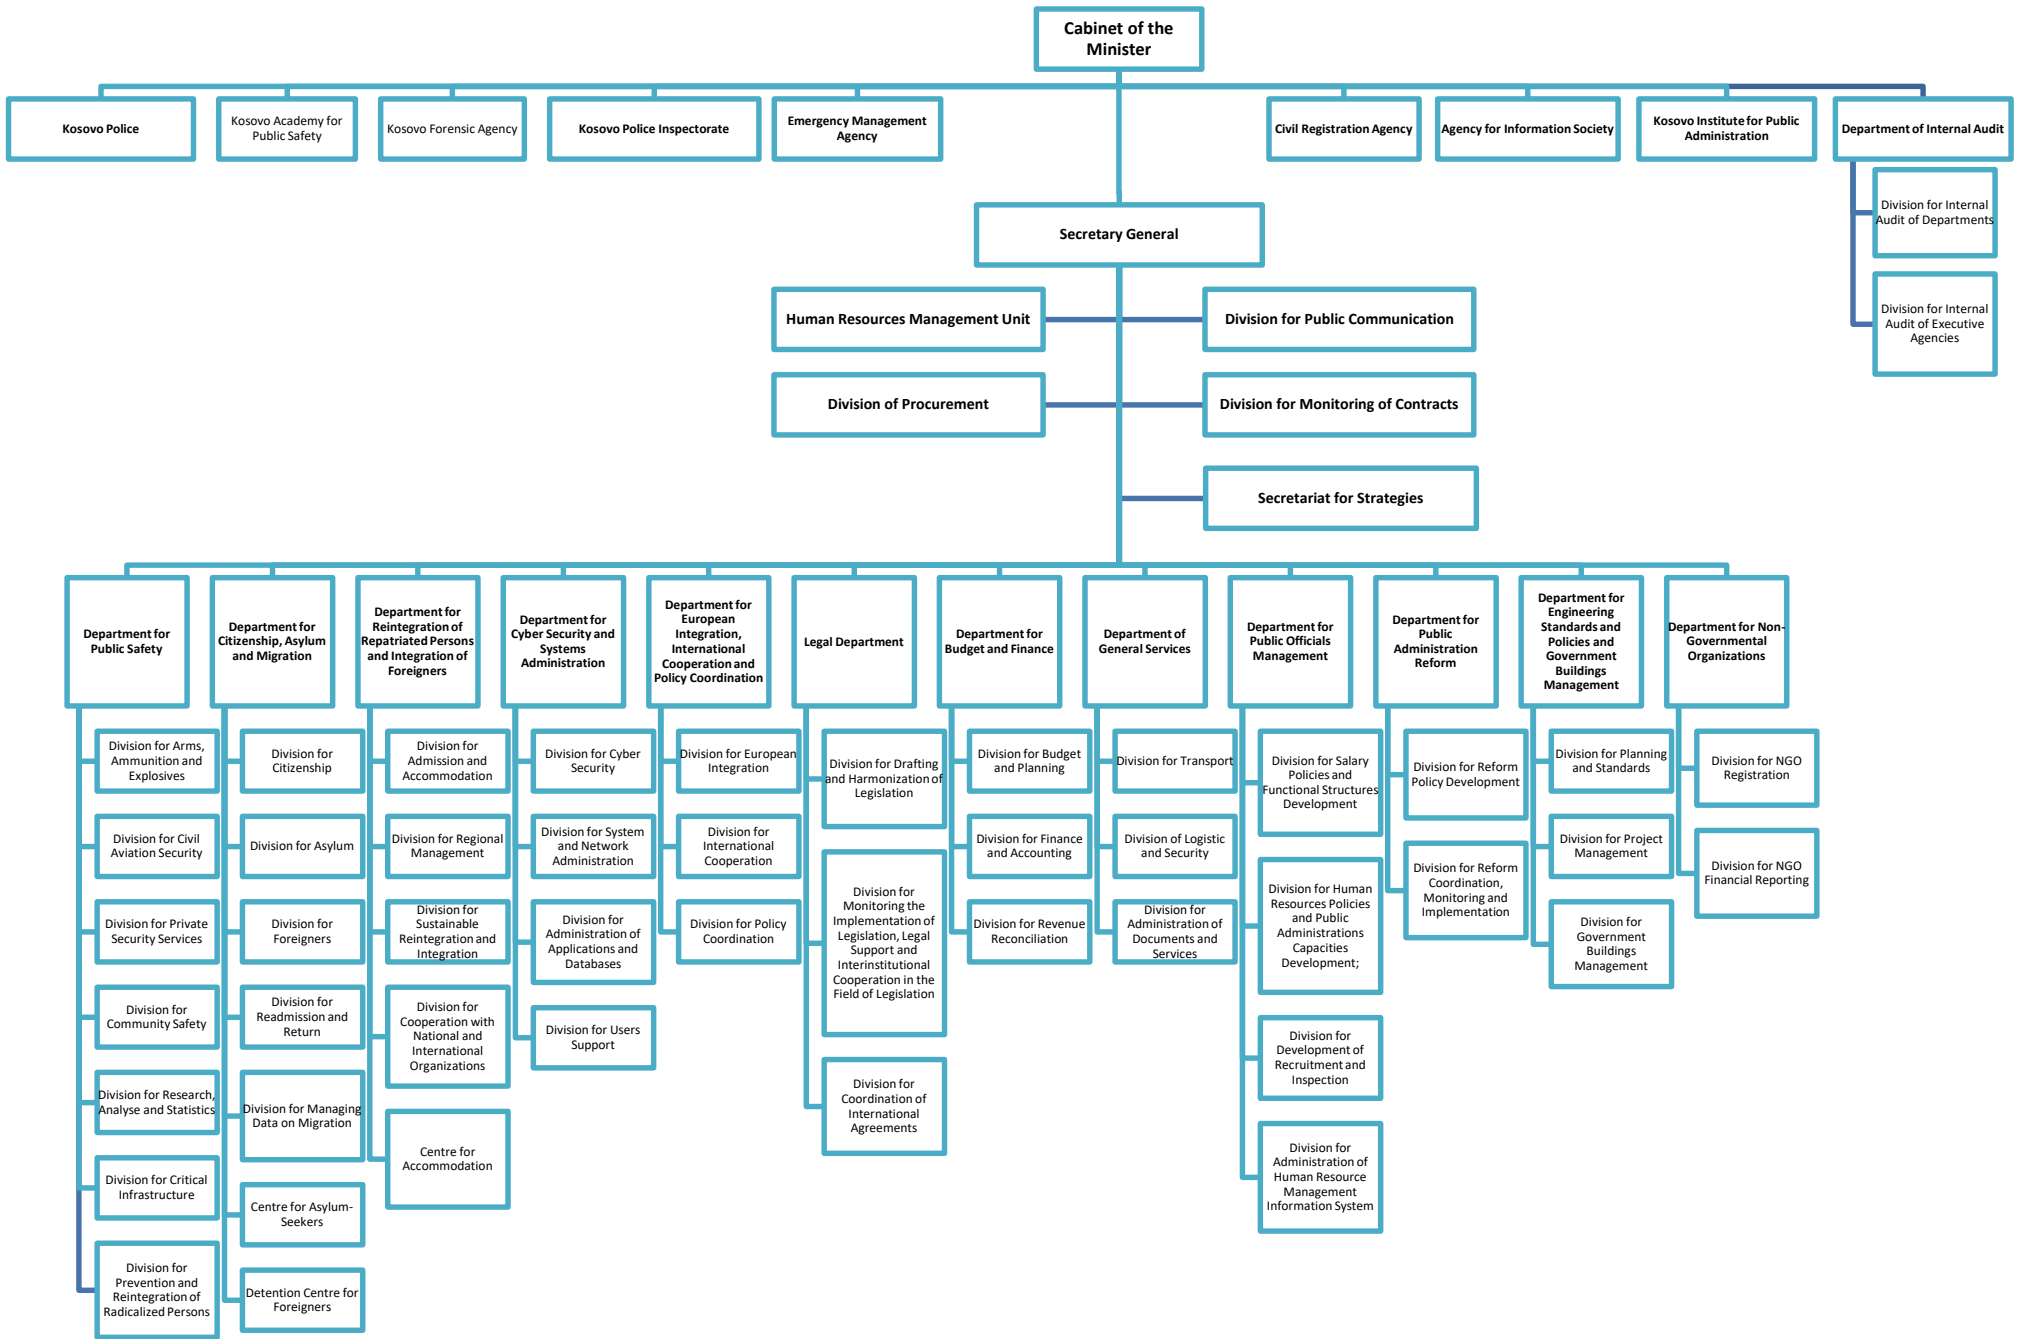 Cabinet of the
Minister
Kosovo Police
Kosovo Academy for
Public Safety
Kosovo Forensic Agency
Kosovo Police Inspectorate
Emergency Management
Agency
Civil Registration Agency
Agency for Information Society
Kosovo Institute for Public
Administration
Department of Internal Audit
Division for Internal
Audit of Departments
Division for Internal
Audit of Executive
Agencies
Secretary General
Human Resources Management Unit
Division for Public Communication
Division of Procurement
Division for Monitoring of Contracts
Secretariat for Strategies
Department for
Public Safety
Division for Arms,
Ammunition and
Explosives
Division for Civil
Aviation Security
Division for Private
Security Services
Division for
Community Safety
Division for Research,
Analyse and Statistics
Division for Critical
Infrastructure
Division for
Prevention and
Reintegration of
Radicalized Persons
Department for
Citizenship, Asylum
and Migration
Division for
Citizenship
Division for Asylum
Division for
Foreigners
Division for
Readmission and
Return
Division for Managing
Data on Migration
Centre for Asylum-
Seekers
Detention Centre for
Foreigners
Department for
Reintegration of
Repatriated Persons
and Integration of
Foreigners
Division for
Admission and
Accommodation
Division for Regional
Management
Division for
Sustainable
Reintegration and
Integration
Division for
Cooperation with
National and
International
Organizations
Centre for
Accommodation
Department for
Cyber Security and
Systems
Administration
Division for Cyber
Security
Division for System
and Network
Administration
Division for
Administration of
Applications and
Databases
Division for Users
Support
Department for
European
Integration,
International
Cooperation and
Policy Coordination
Division for European
Integration
Division for
International
Cooperation
Division for Policy
Coordination
Legal Department
Division for Drafting
and Harmonization of
Legislation
Division for
Monitoring the
Implementation of
Legislation, Legal
Support and
Interinstitutional
Cooperation in the
Field of Legislation
Division for
Coordination of
International
Agreements
Department for
Budget and Finance
Division for Budget
and Planning
Division for Finance
and Accounting
Division for Revenue
Reconciliation
Department of
General Services
Division for Transport
Division of Logistic
and Security
Division for
Administration of
Documents and
Services
Department for
Public Officials
Management
Division for Salary
Policies and
Functional Structures
Development
Division for Human
Resources Policies
and Public
Administrations
Capacities
Development;
Division for
Development of
Recruitment and
Inspection
Division for
Administration of
Human Resource
Management
Information System
Department for
Public
Administration
Reform
Division for Reform
Policy Development
Division for Reform
Coordination,
Monitoring and
Implementation
Department for
Engineering
Standards and
Policies and
Government
Buildings
Management
Division for Planning
and Standards
Division for Project
Management
Division for
Government
Buildings
Management
Department for Non-
Governmental
Organizations
Division for NGO
Registration
Division for NGO
Financial Reporting